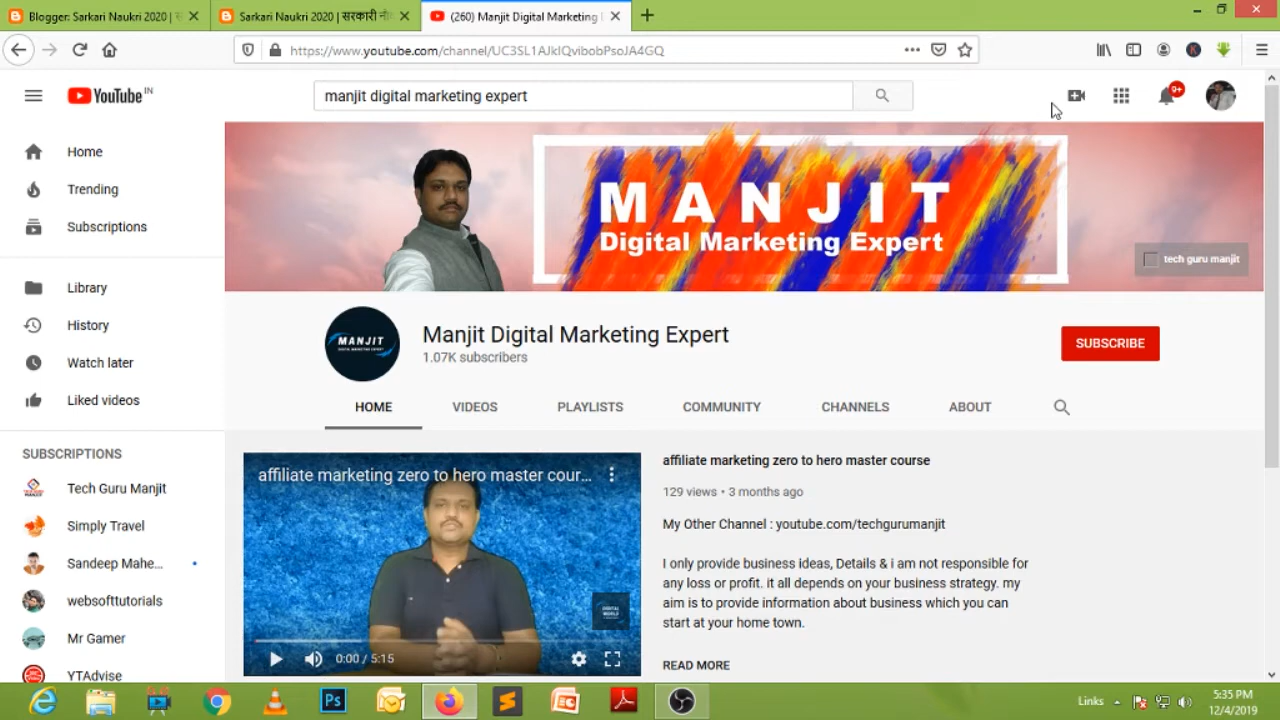 Blogger: Sarkari Naukri 2020 |
Sarkari Naukri 2020 | सरकारी नौ
(260) Manjit Digital Marketing
https://www.youtube.com/channel/UC3SL1AJkIQvibobPsoJA4GQ
YouTube IN
manjit digital marketing expert
9+
Home
Trending
Subscriptions
Library
History
Watch later
Liked videos
SUBSCRIPTIONS
Tech Guru Manjit
Simply Travel
Sandeep Mahe...
websofttutorials
Mr Gamer
YTAdvise
MANJIT
Digital Marketing Expert
tech guru manjit
MANJIT
DIGITAL MARKETING EXPERT
Manjit Digital Marketing Expert
1.07K subscribers
SUBSCRIBE
HOME
VIDEOS
PLAYLISTS
COMMUNITY
CHANNELS
ABOUT
affiliate marketing zero to hero master cour...
DIGITAL
WORLD
0:00 / 5:15
affiliate marketing zero to hero master course
129 views • 3 months ago
My Other Channel : youtube.com/techgurumanjit
I only provide business ideas, Details & i am not responsible for
any loss or profit. it all depends on your business strategy. my
aim is to provide information about business which you can
start at your home town.
READ MORE
Ps
Links
5:35 PM
12/4/2019